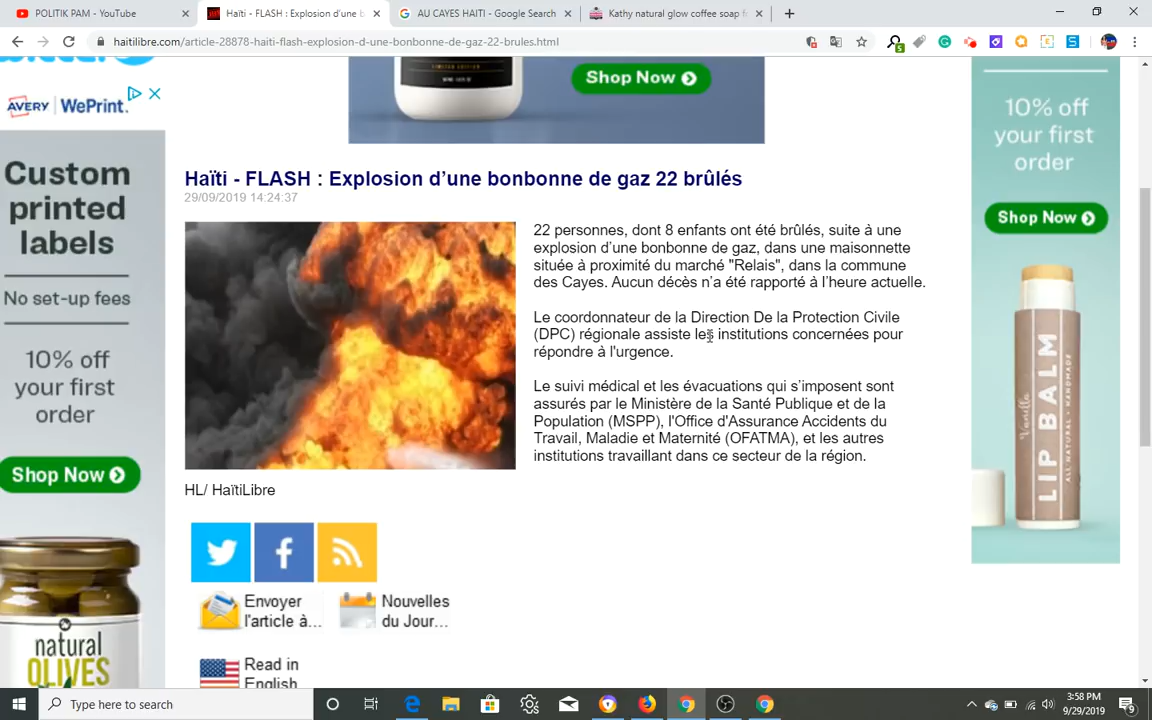 POLITIK PAM - YouTube
Haïti - FLASH : Explosion d'une b
AU CAYES HAITI - Google Search
Kathy natural glow coffee soap f
haitilibre.com/article-28878-haiti-flash-explosion-d-une-bonbonne-de-gaz-22-brules.html
5
S
AVERY WePrint.
Custom
printed
labels
No set-up fees
10% off
your first
order
Shop Now
natural
OLIVES
LIMITED EDITION
Shop Now
Haïti - FLASH : Explosion d'une bonbonne de gaz 22 brûlés
29/09/2019 14:24:37
22 personnes, dont 8 enfants ont été brûlés, suite à une
explosion d'une bonbonne de gaz, dans une maisonnette
située à proximité du marché "Relais", dans la commune
des Cayes. Aucun décès n'a été rapporté à l'heure actuelle.
Le coordonnateur de la Direction De la Protection Civile
(DPC) régionale assiste les institutions concernées pour
répondre à l'urgence.
Le suivi médical et les évacuations qui s'imposent sont
assurés par le Ministère de la Santé Publique et de la
Population (MSPP), l'Office d'Assurance Accidents du
Travail, Maladie et Maternité (OFATMA), et les autres
institutions travaillant dans ce secteur de la région.
HL/ HaïtiLibre
Envoyer
l'article à...
Nouvelles
du Jour...
Read in
English
10% off
your first
order
Shop Now
Vanilla
LIP BALM
ALL NATURAL • HANDMADE
Type here to search
3:58 PM
9/29/2019
9